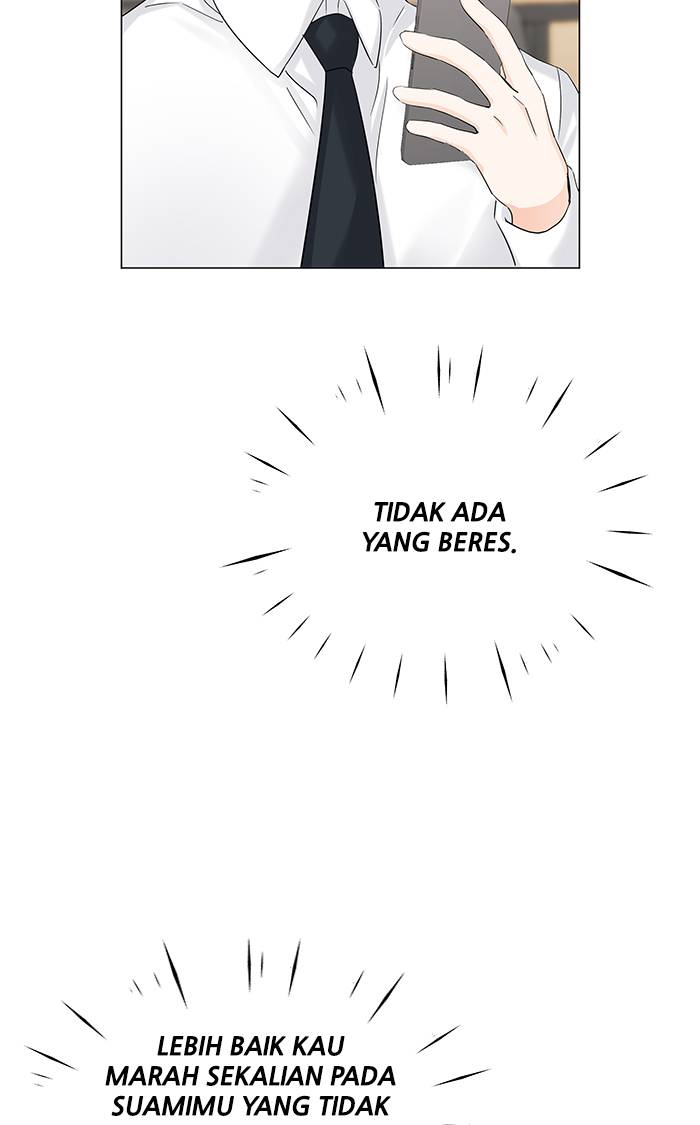 TIDAK ADA
YANG BERES.
LEBIH BAIK KAU
MARAH SEKALIAN PADA
SUAMIMU YANG TIDAK